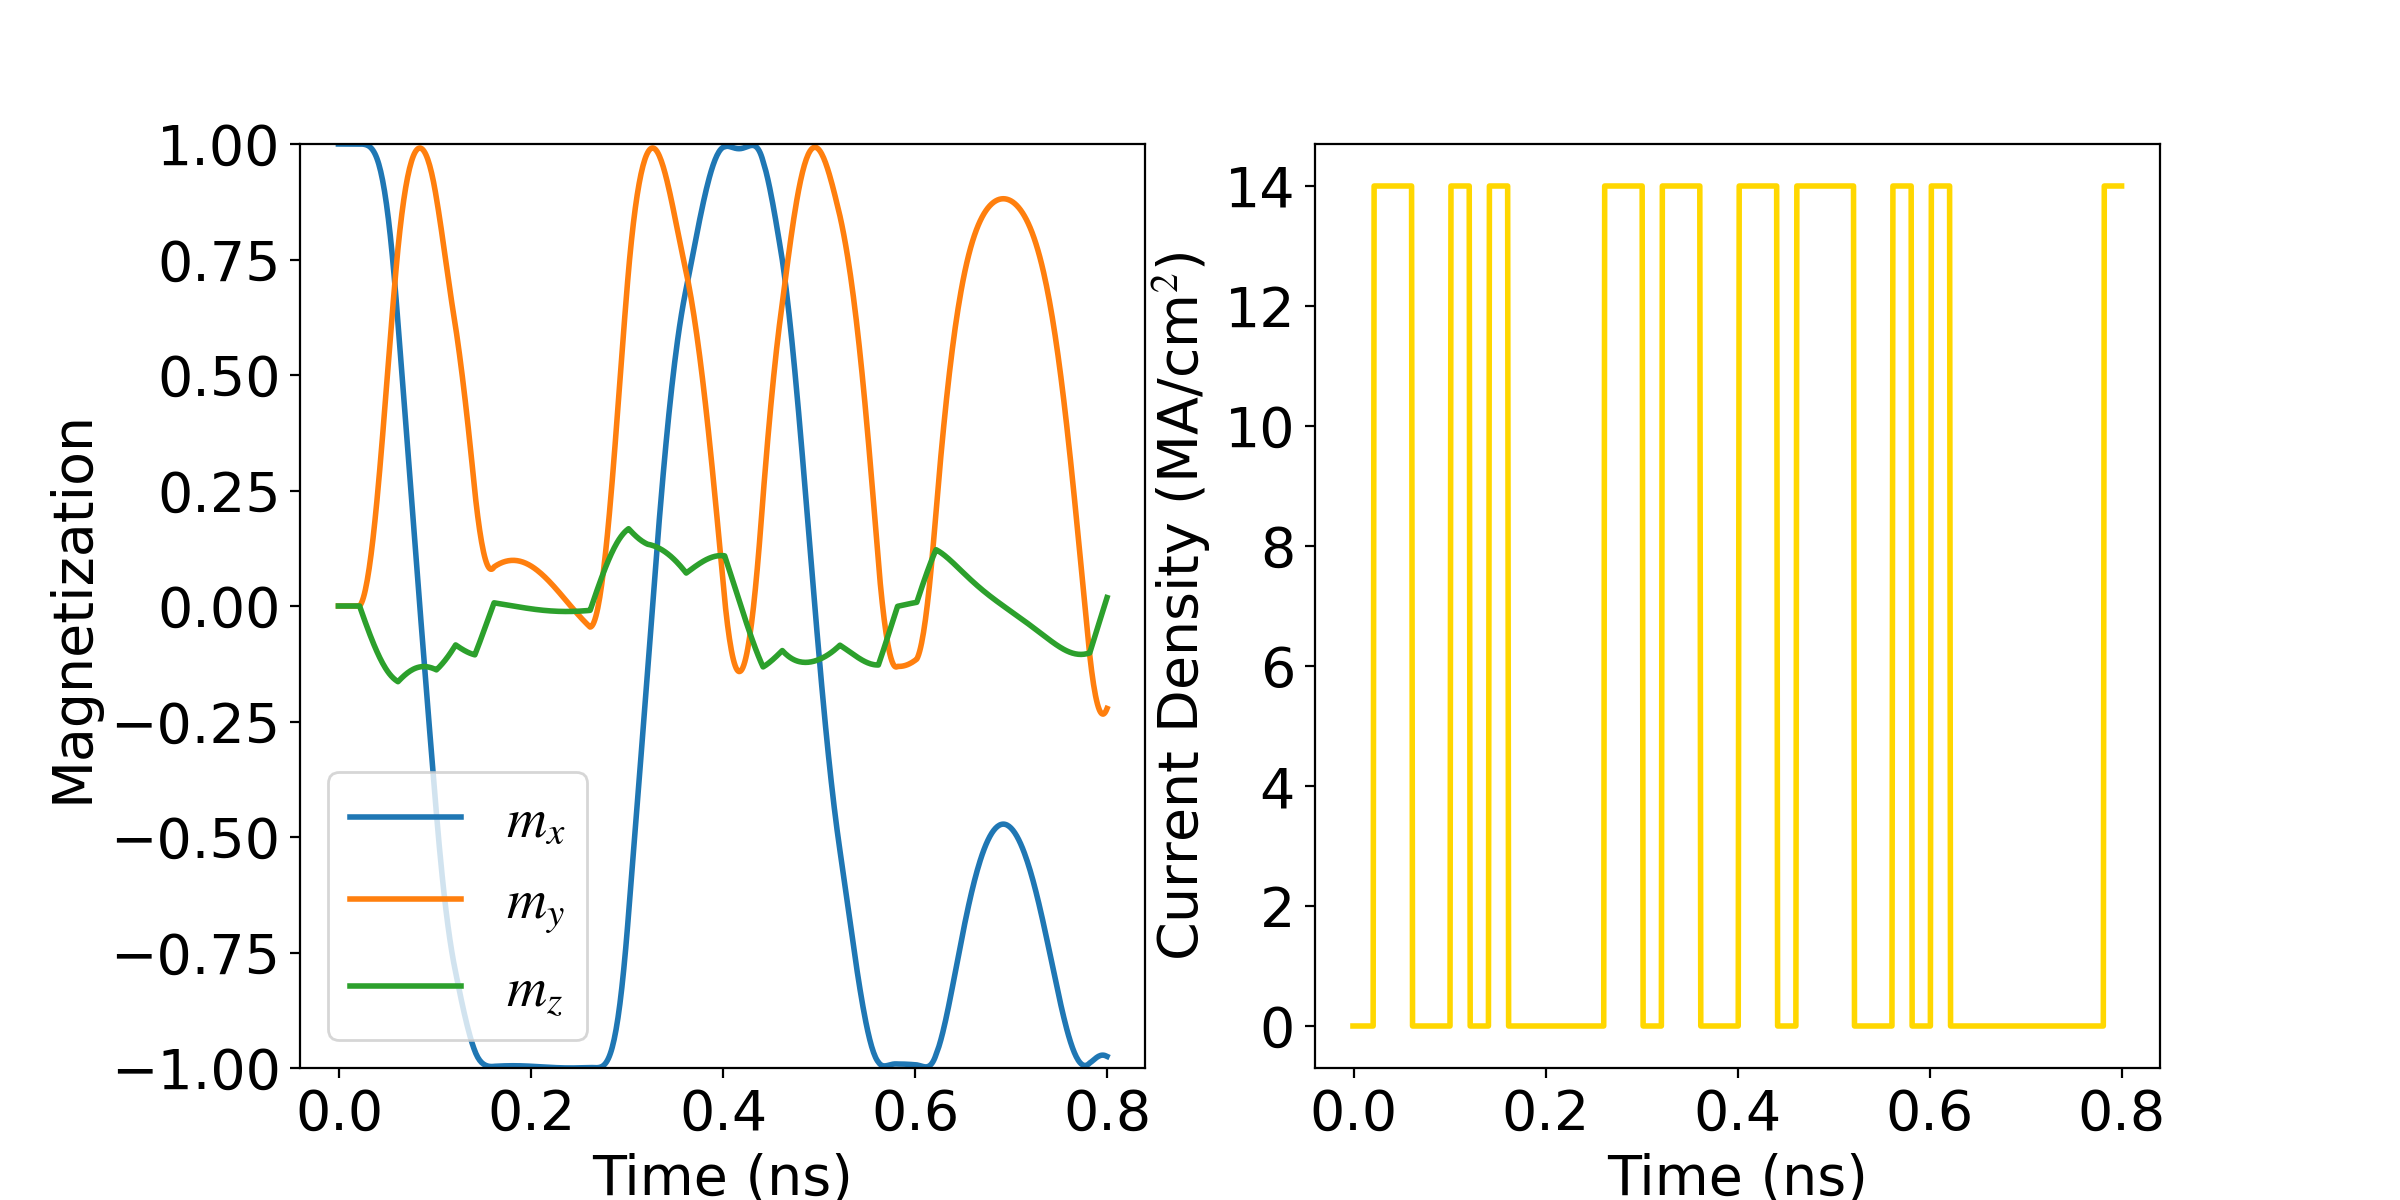 1.00
0.75
0.50
0.25
0.00
−0.25
−0.50
−0.75
−1.00
Magnetization
0.0 0.2 0.4 0.6 0.8
Time (ns)
m_x
m_y
m_z
14
12
10
8
6
4
2
0
Current Density (MA/cm²)
0.0 0.2 0.4 0.6 0.8
Time (ns)